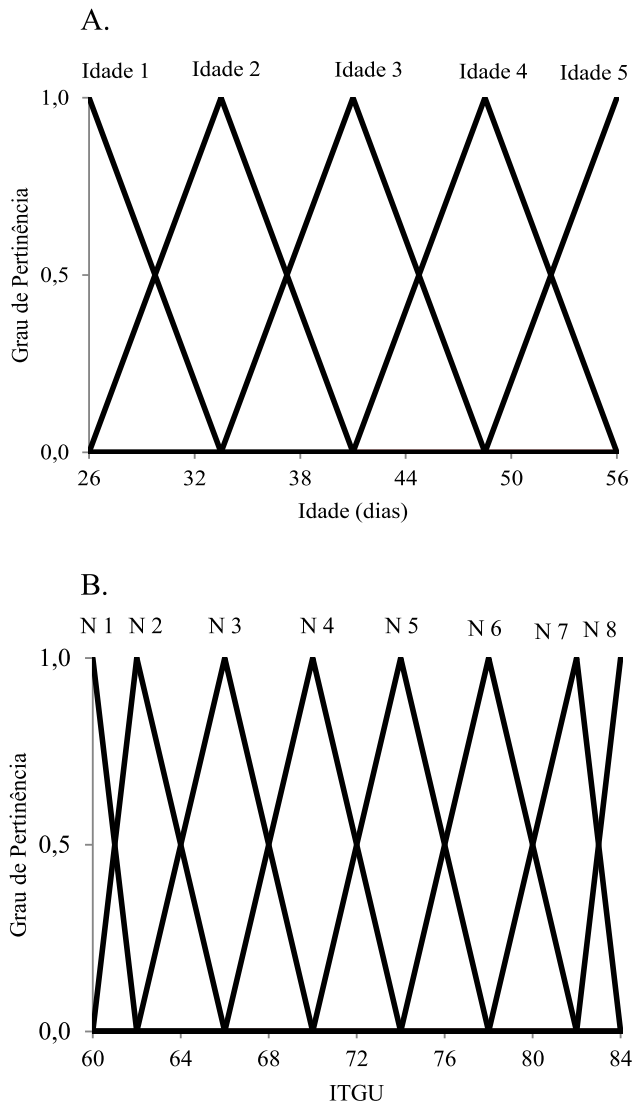 A.
Idade 1 Idade 2 Idade 3 Idade 4 Idade 5
1,0
0,5
0,0
Grau de Pertinência
26 32 38 44 50 56
Idade (dias)
B.
N 1 N 2 N 3 N 4 N 5 N 6 N 7 N 8
1,0
0,5
0,0
Grau de Pertinência
60 64 68 72 76 80 84
ITGU